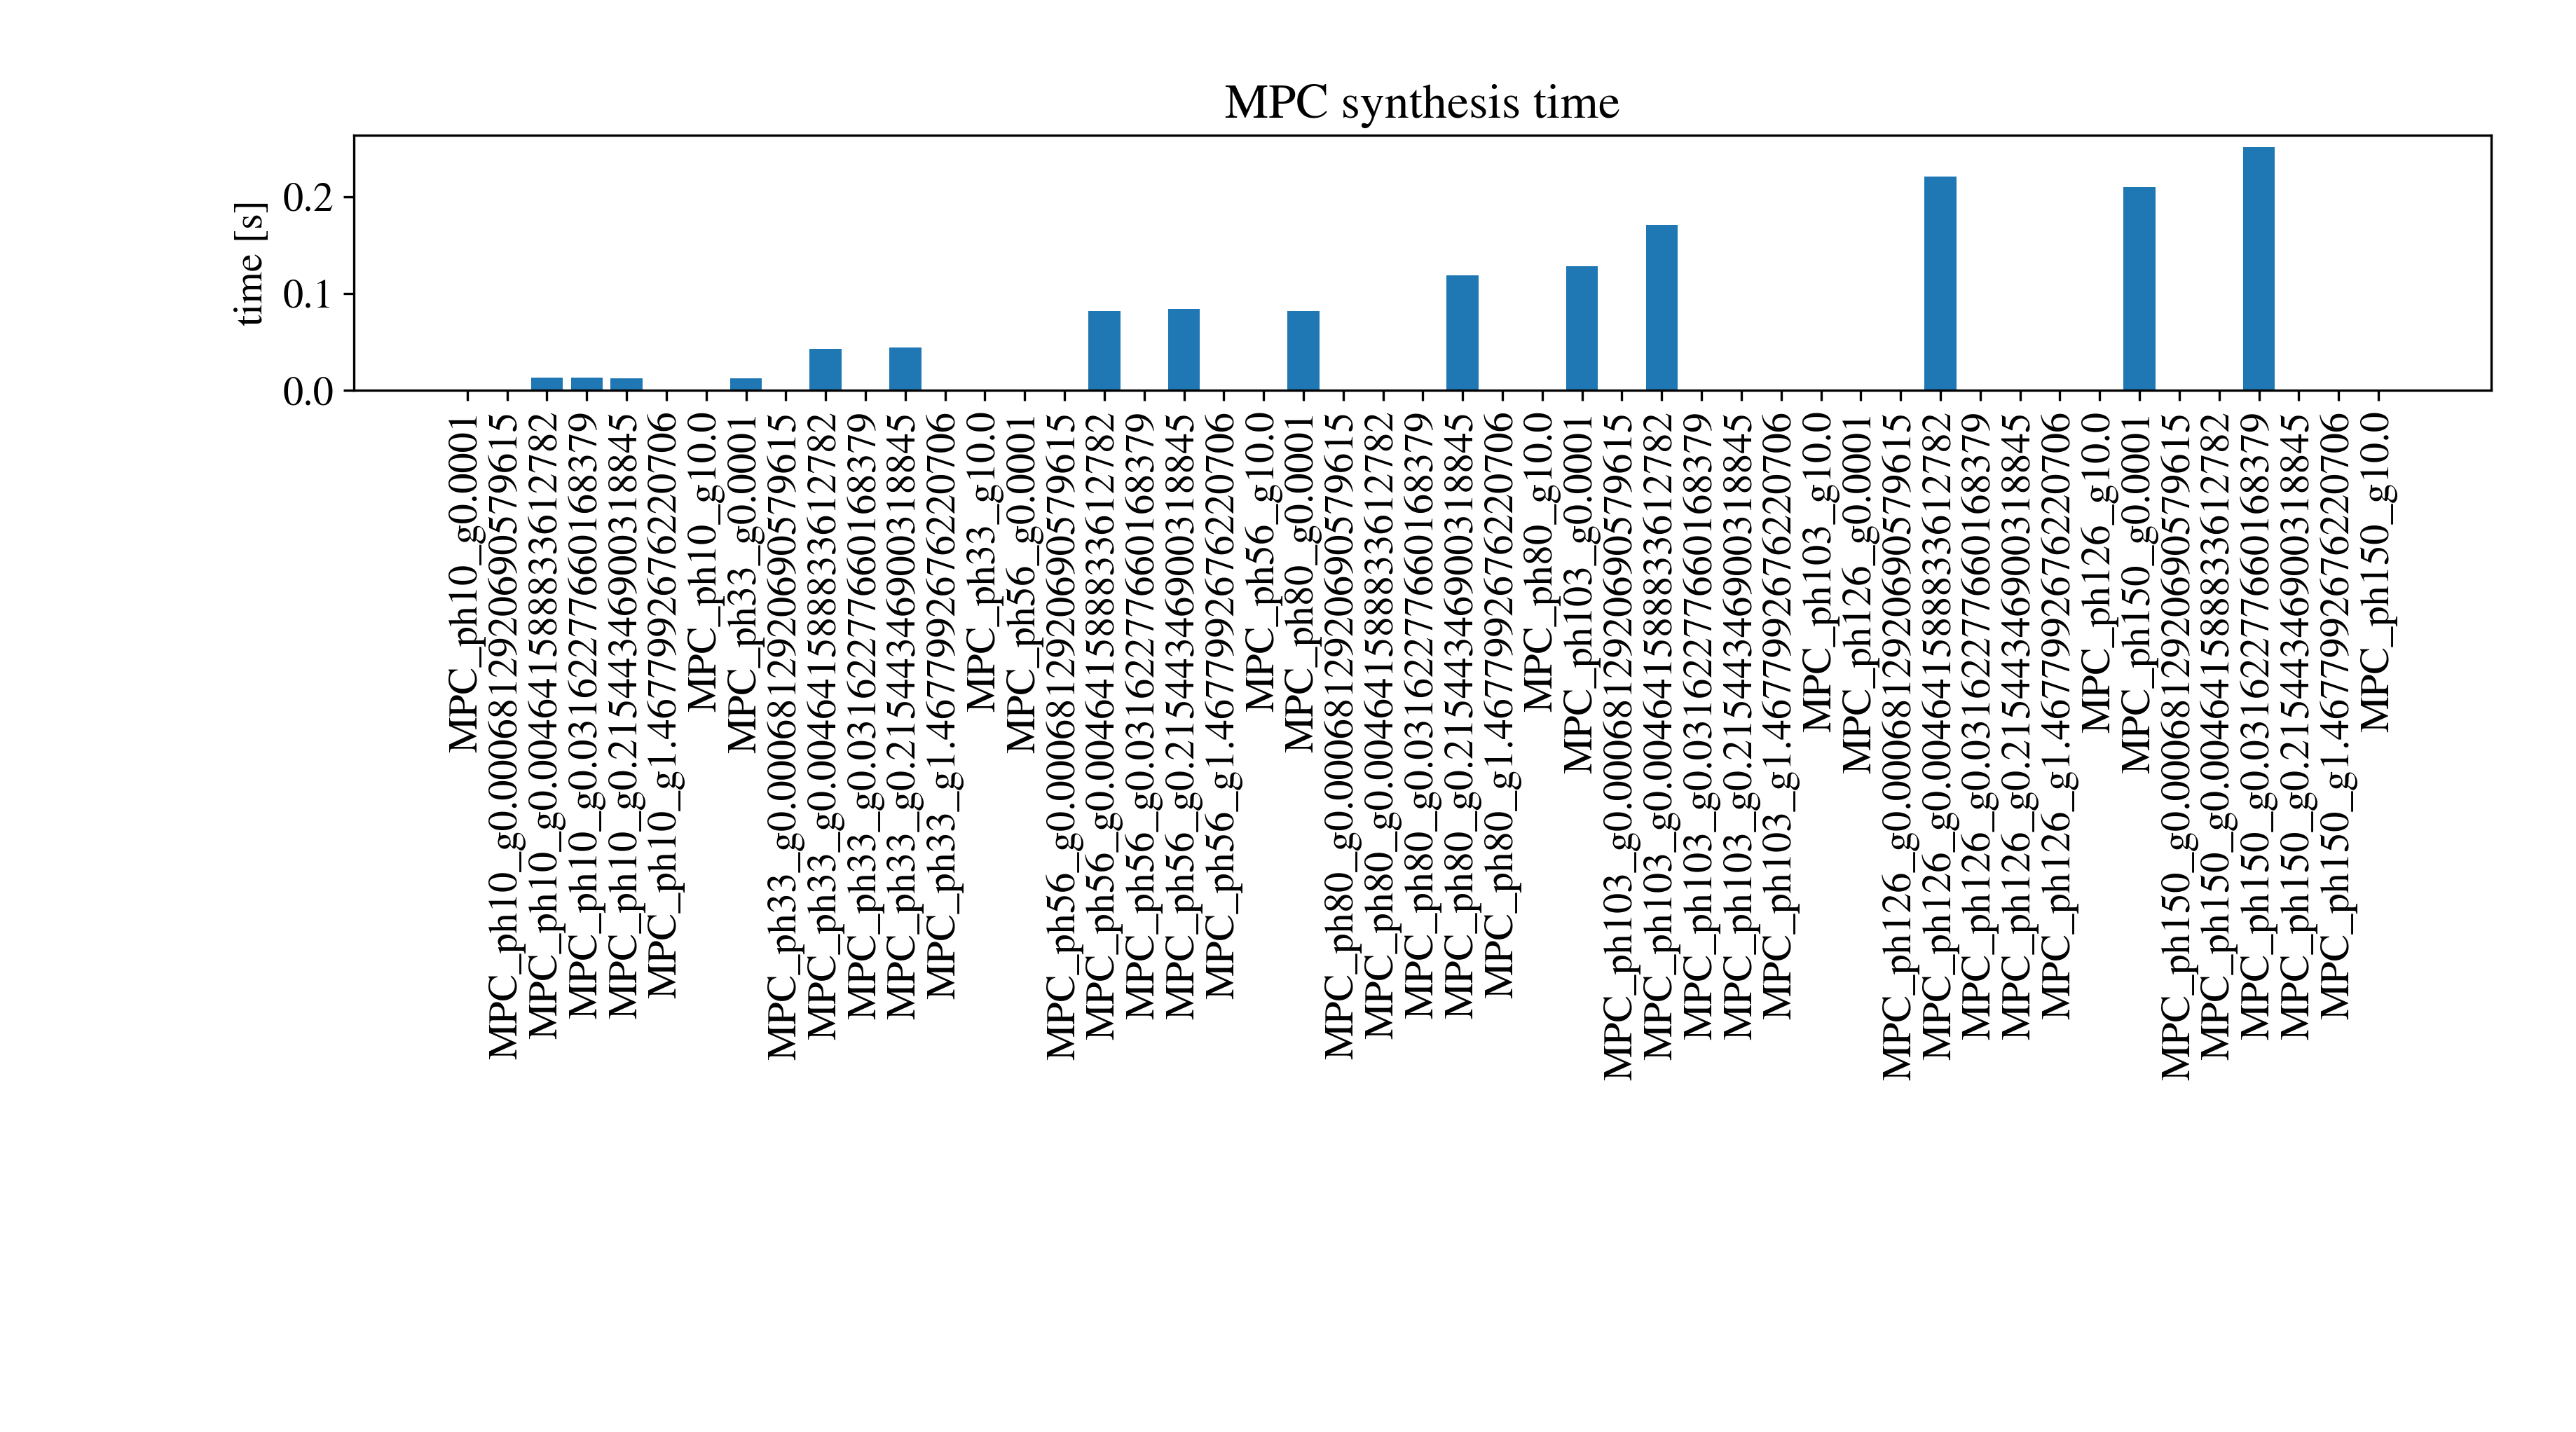 MPC synthesis time
time [s]
0.2
0.1
0.0
MPC_ph10_g0.0001
MPC_ph10_g0.0006812920690579615
MPC_ph10_g0.004641588833612782
MPC_ph10_g0.03162277660168379
MPC_ph10_g0.21544346900318845
MPC_ph10_g1.4677992676220706
MPC_ph10_g10.0
MPC_ph33_g0.0001
MPC_ph33_g0.0006812920690579615
MPC_ph33_g0.004641588833612782
MPC_ph33_g0.03162277660168379
MPC_ph33_g0.21544346900318845
MPC_ph33_g1.4677992676220706
MPC_ph33_g10.0
MPC_ph56_g0.0001
MPC_ph56_g0.0006812920690579615
MPC_ph56_g0.004641588833612782
MPC_ph56_g0.03162277660168379
MPC_ph56_g0.21544346900318845
MPC_ph56_g1.4677992676220706
MPC_ph56_g10.0
MPC_ph80_g0.0001
MPC_ph80_g0.0006812920690579615
MPC_ph80_g0.004641588833612782
MPC_ph80_g0.03162277660168379
MPC_ph80_g0.21544346900318845
MPC_ph80_g1.4677992676220706
MPC_ph80_g10.0
MPC_ph103_g0.0001
MPC_ph103_g0.0006812920690579615
MPC_ph103_g0.004641588833612782
MPC_ph103_g0.03162277660168379
MPC_ph103_g0.21544346900318845
MPC_ph103_g1.4677992676220706
MPC_ph103_g10.0
MPC_ph126_g0.0001
MPC_ph126_g0.0006812920690579615
MPC_ph126_g0.004641588833612782
MPC_ph126_g0.03162277660168379
MPC_ph126_g0.21544346900318845
MPC_ph126_g1.4677992676220706
MPC_ph126_g10.0
MPC_ph150_g0.0001
MPC_ph150_g0.0006812920690579615
MPC_ph150_g0.004641588833612782
MPC_ph150_g0.03162277660168379
MPC_ph150_g0.21544346900318845
MPC_ph150_g1.4677992676220706
MPC_ph150_g10.0